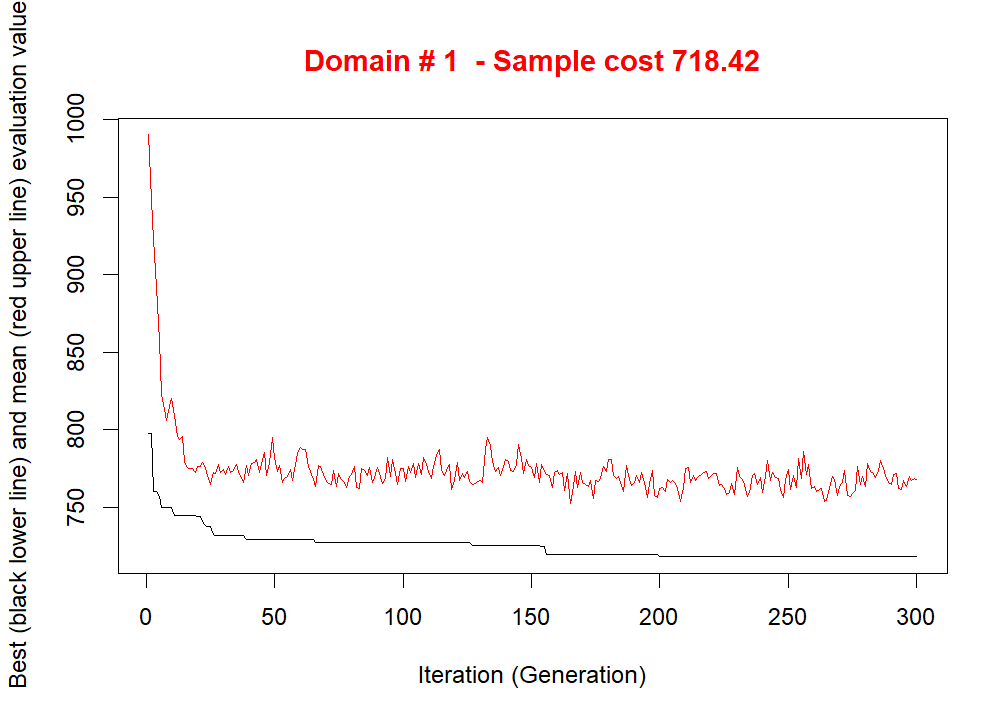 Domain # 1  - Sample cost 718.42
Best (black lower line) and mean (red upper line) evaluation value
1000
950
900
850
800
750
0 50 100 150 200 250 300
Iteration (Generation)